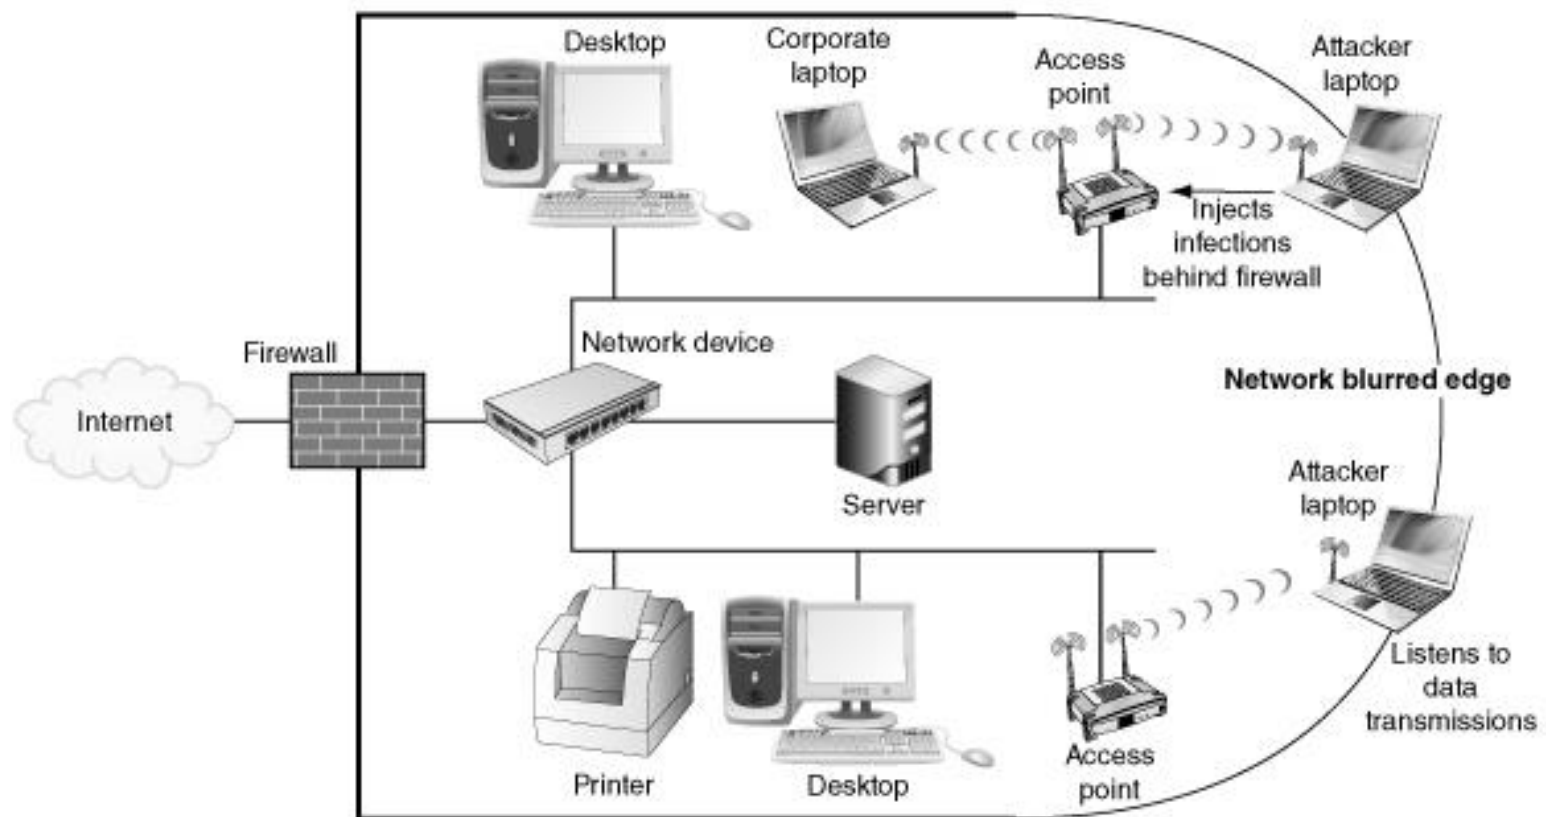 Desktop
Corporate
laptop
Access
point
Attacker
laptop
Injects
infections
behind firewall
Firewall
Network device
Internet
Server
Network blurred edge
Attacker
laptop
Listens to
data
transmissions
Printer
Desktop
Access
point